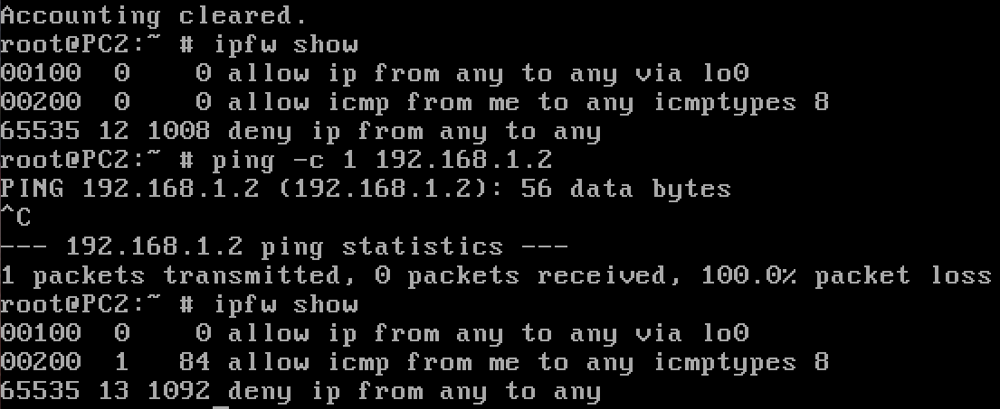 Accounting cleared.
root@PC2:~ # ipfw show
00100  0    0 allow ip from any to any via lo0
00200  0    0 allow icmp from me to any icmptypes 8
65535 12 1008 deny ip from any to any
root@PC2:~ # ping -c 1 192.168.1.2
PING 192.168.1.2 (192.168.1.2): 56 data bytes
^C
--- 192.168.1.2 ping statistics ---
1 packets transmitted, 0 packets received, 100.0% packet loss
root@PC2:~ # ipfw show
00100  0    0 allow ip from any to any via lo0
00200  1   84 allow icmp from me to any icmptypes 8
65535 13 1092 deny ip from any to any